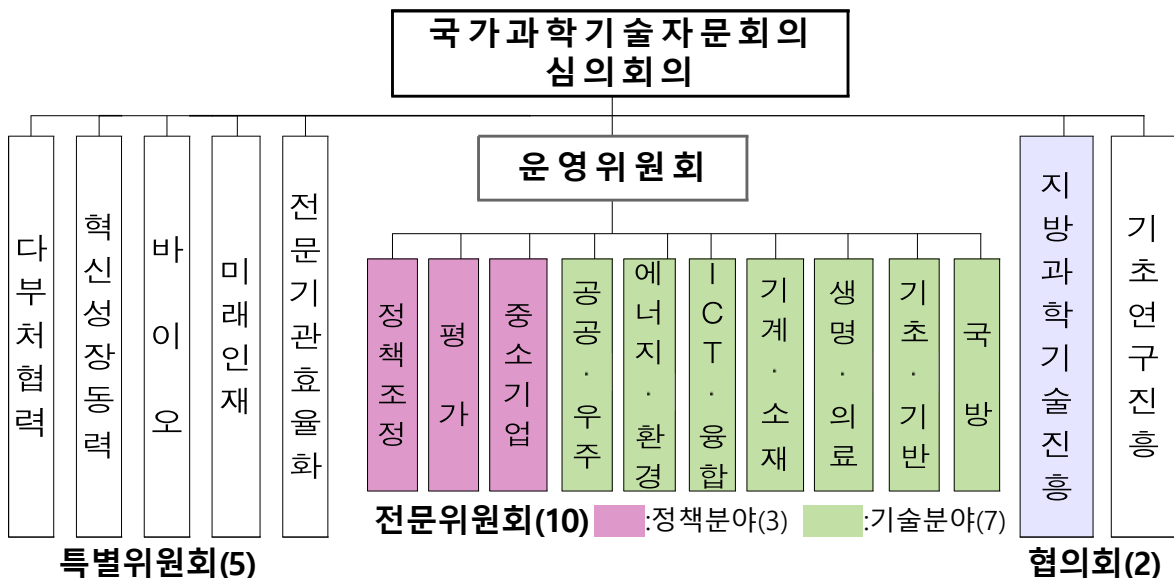 국가과학기술자문회의
심의회의
운영위원회
다부처협력
혁신성장동력
바이오
미래인재
전문기관효율화
정책조정
평가
중소기업
공공·우주
에너지·환경
ICT·융합
기계·소재
생명·의료
기초·기반
국방
지방과학기술진흥
기초연구진흥
전문위원회(10) :정책분야(3) :기술분야(7)
특별위원회(5)
협의회(2)